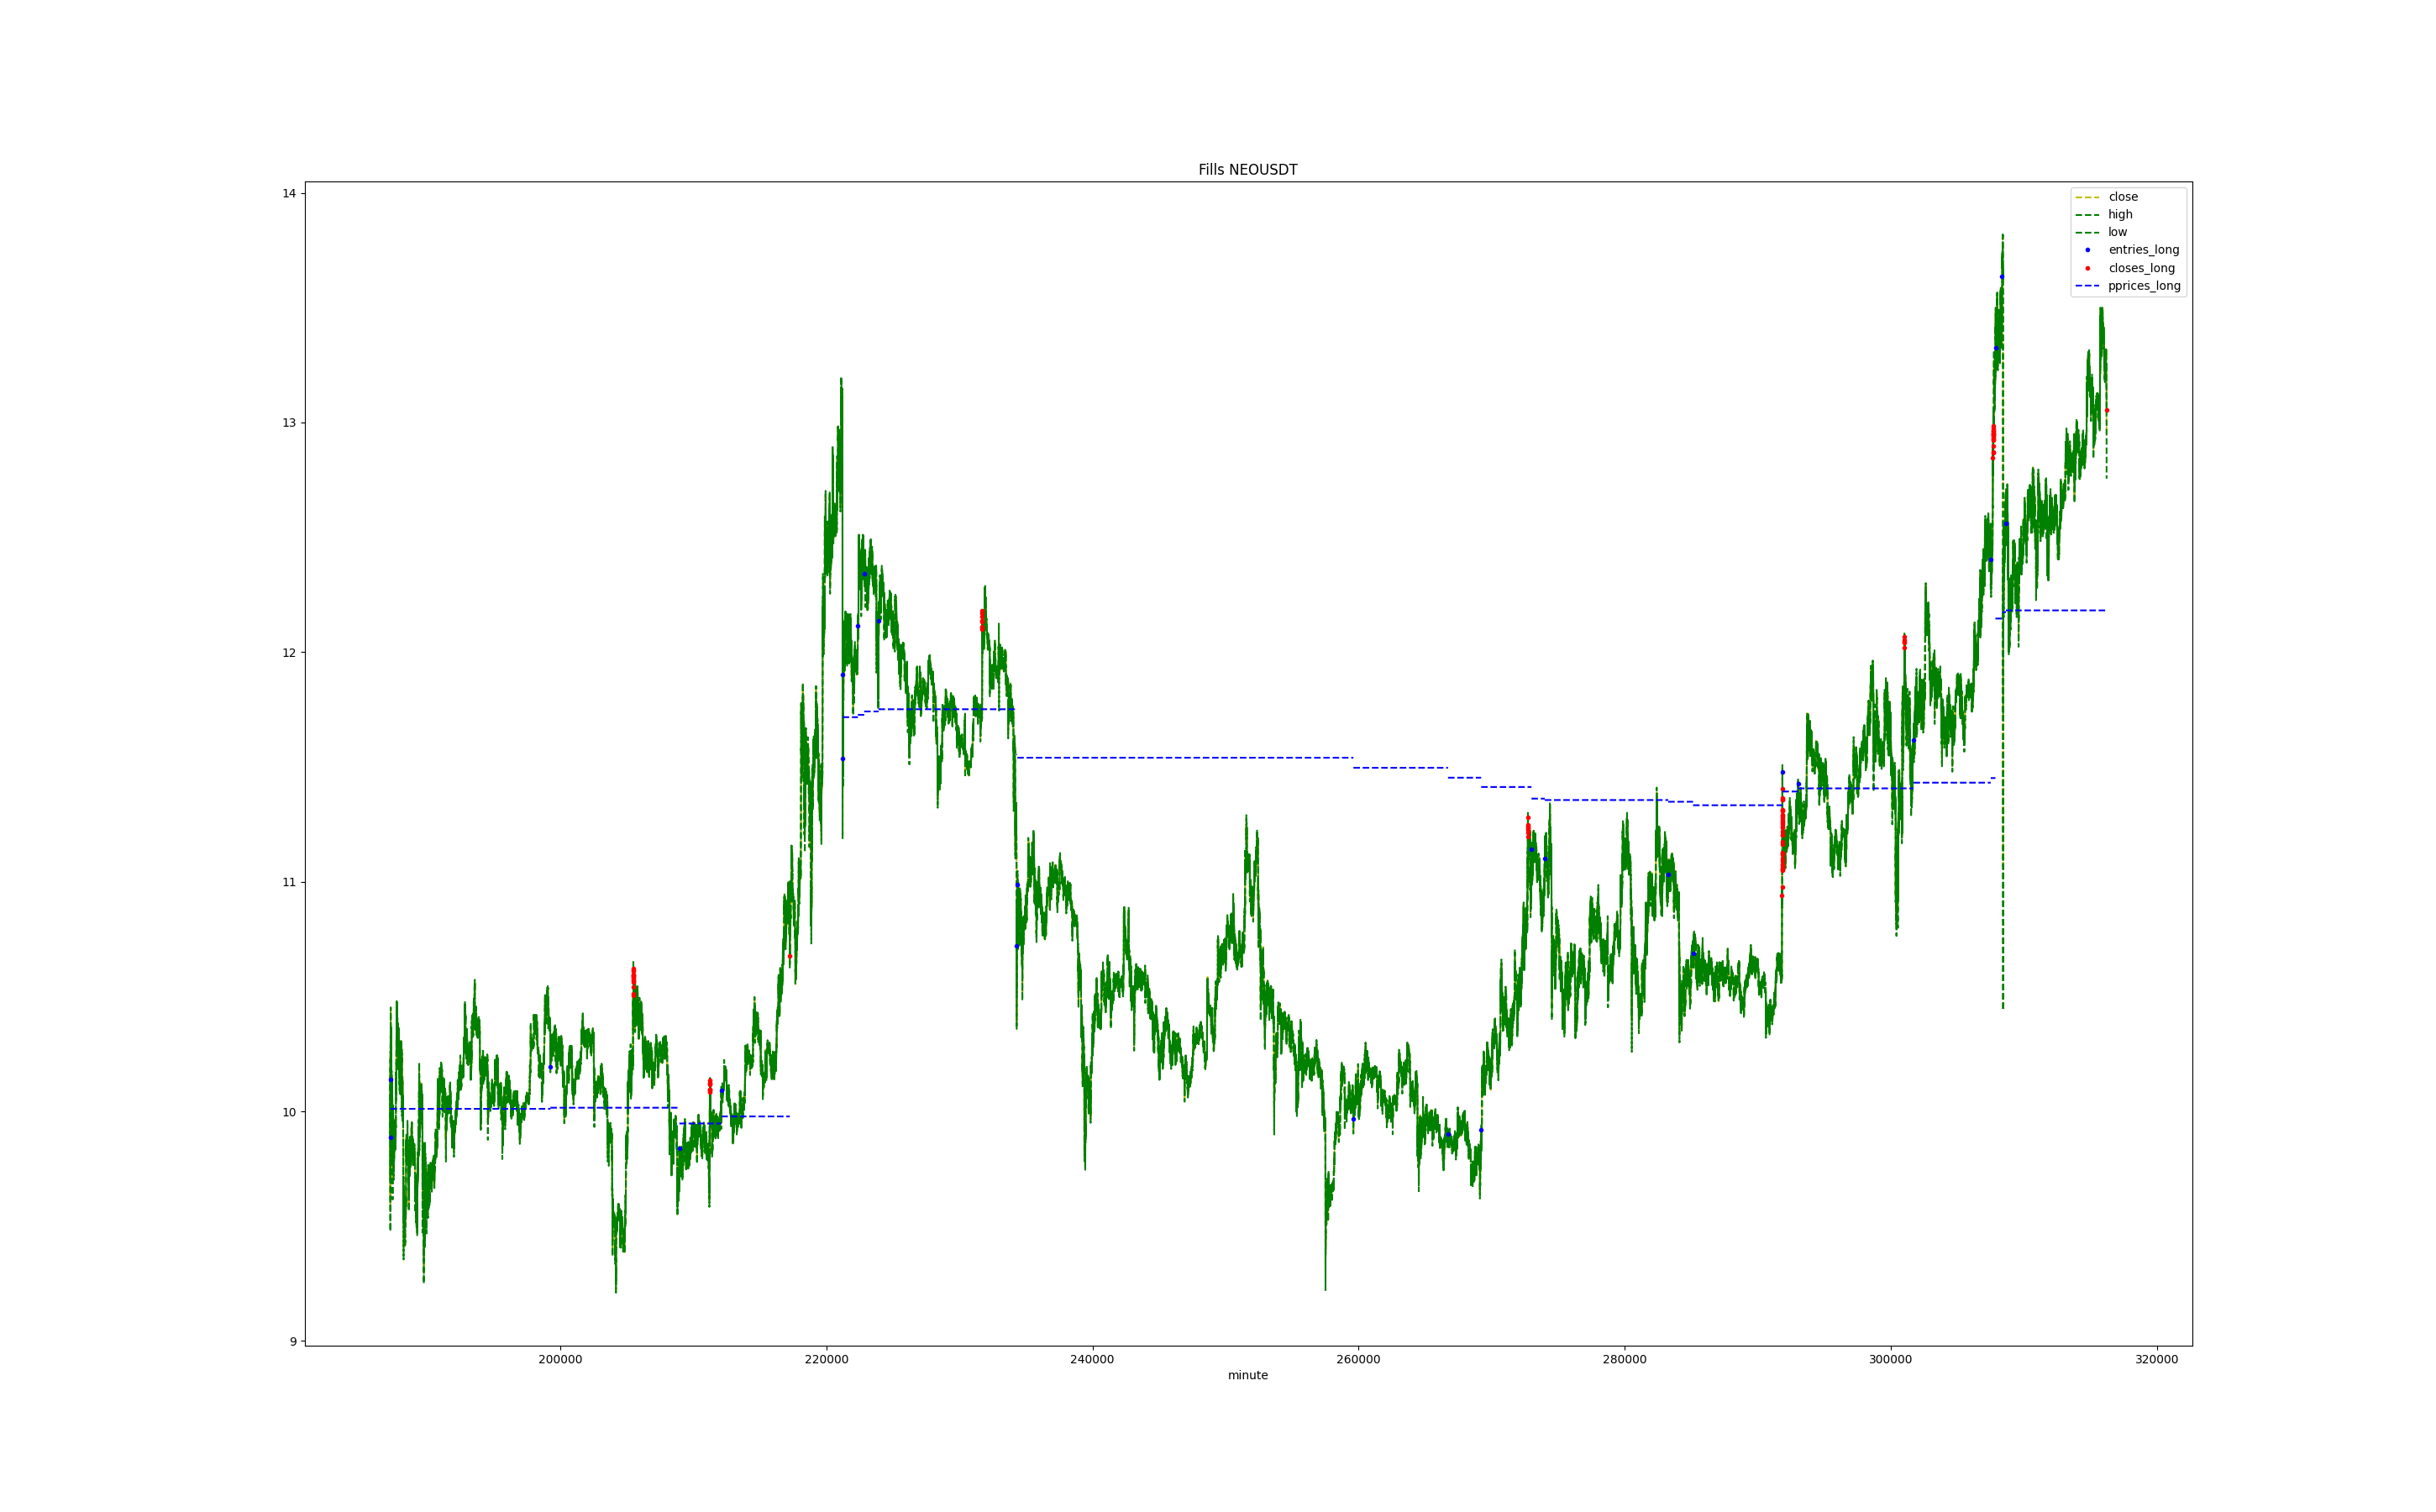 Fills NEOUSDT
14
13
12
11
10
9
close
high
low
entries_long
closes_long
pprices_long
200000 220000 240000 260000 280000 300000 320000
minute